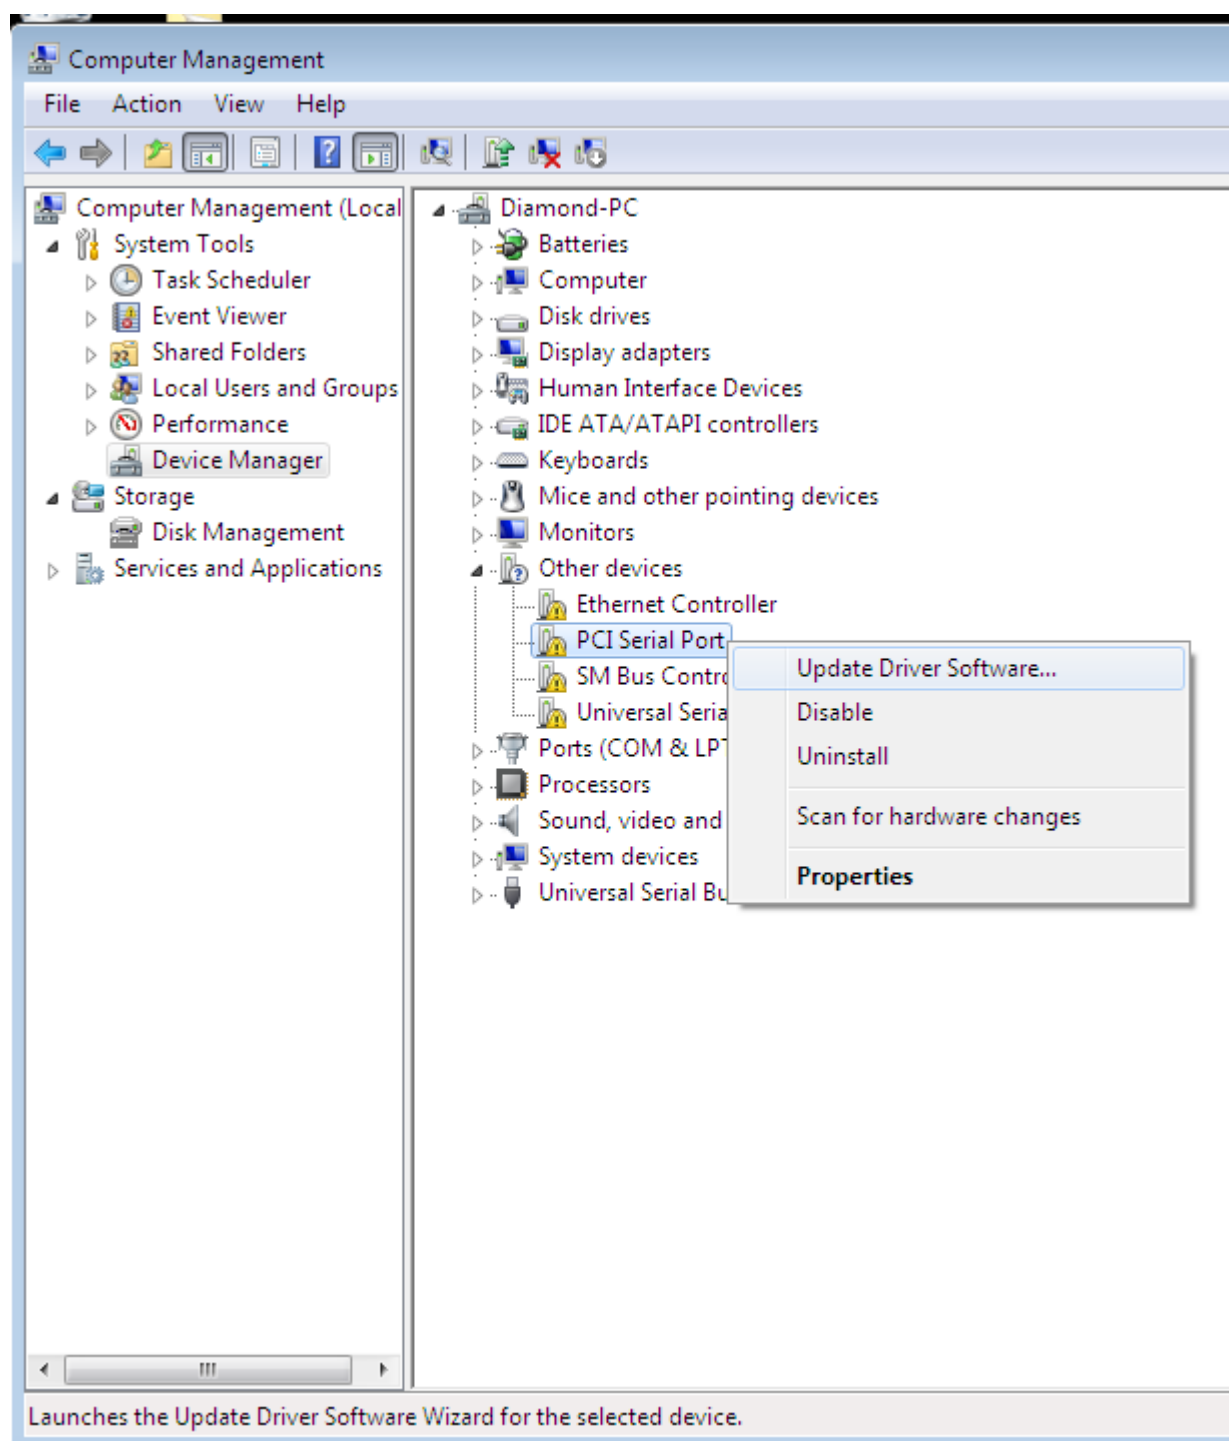 Computer Management
File Action View Help
Computer Management (Local
System Tools
Task Scheduler
Event Viewer
Shared Folders
Local Users and Groups
Performance
Device Manager
Storage
Disk Management
Services and Applications
Diamond-PC
Batteries
Computer
Disk drives
Display adapters
Human Interface Devices
IDE ATA/ATAPI controllers
Keyboards
Mice and other pointing devices
Monitors
Other devices
Ethernet Controller
PCI Serial Port
SM Bus Contro
Universal Seria
Ports (COM & LPT
Processors
Sound, video and
System devices
Universal Serial Bu
Update Driver Software...
Disable
Uninstall
Scan for hardware changes
Properties
Launches the Update Driver Software Wizard for the selected device.